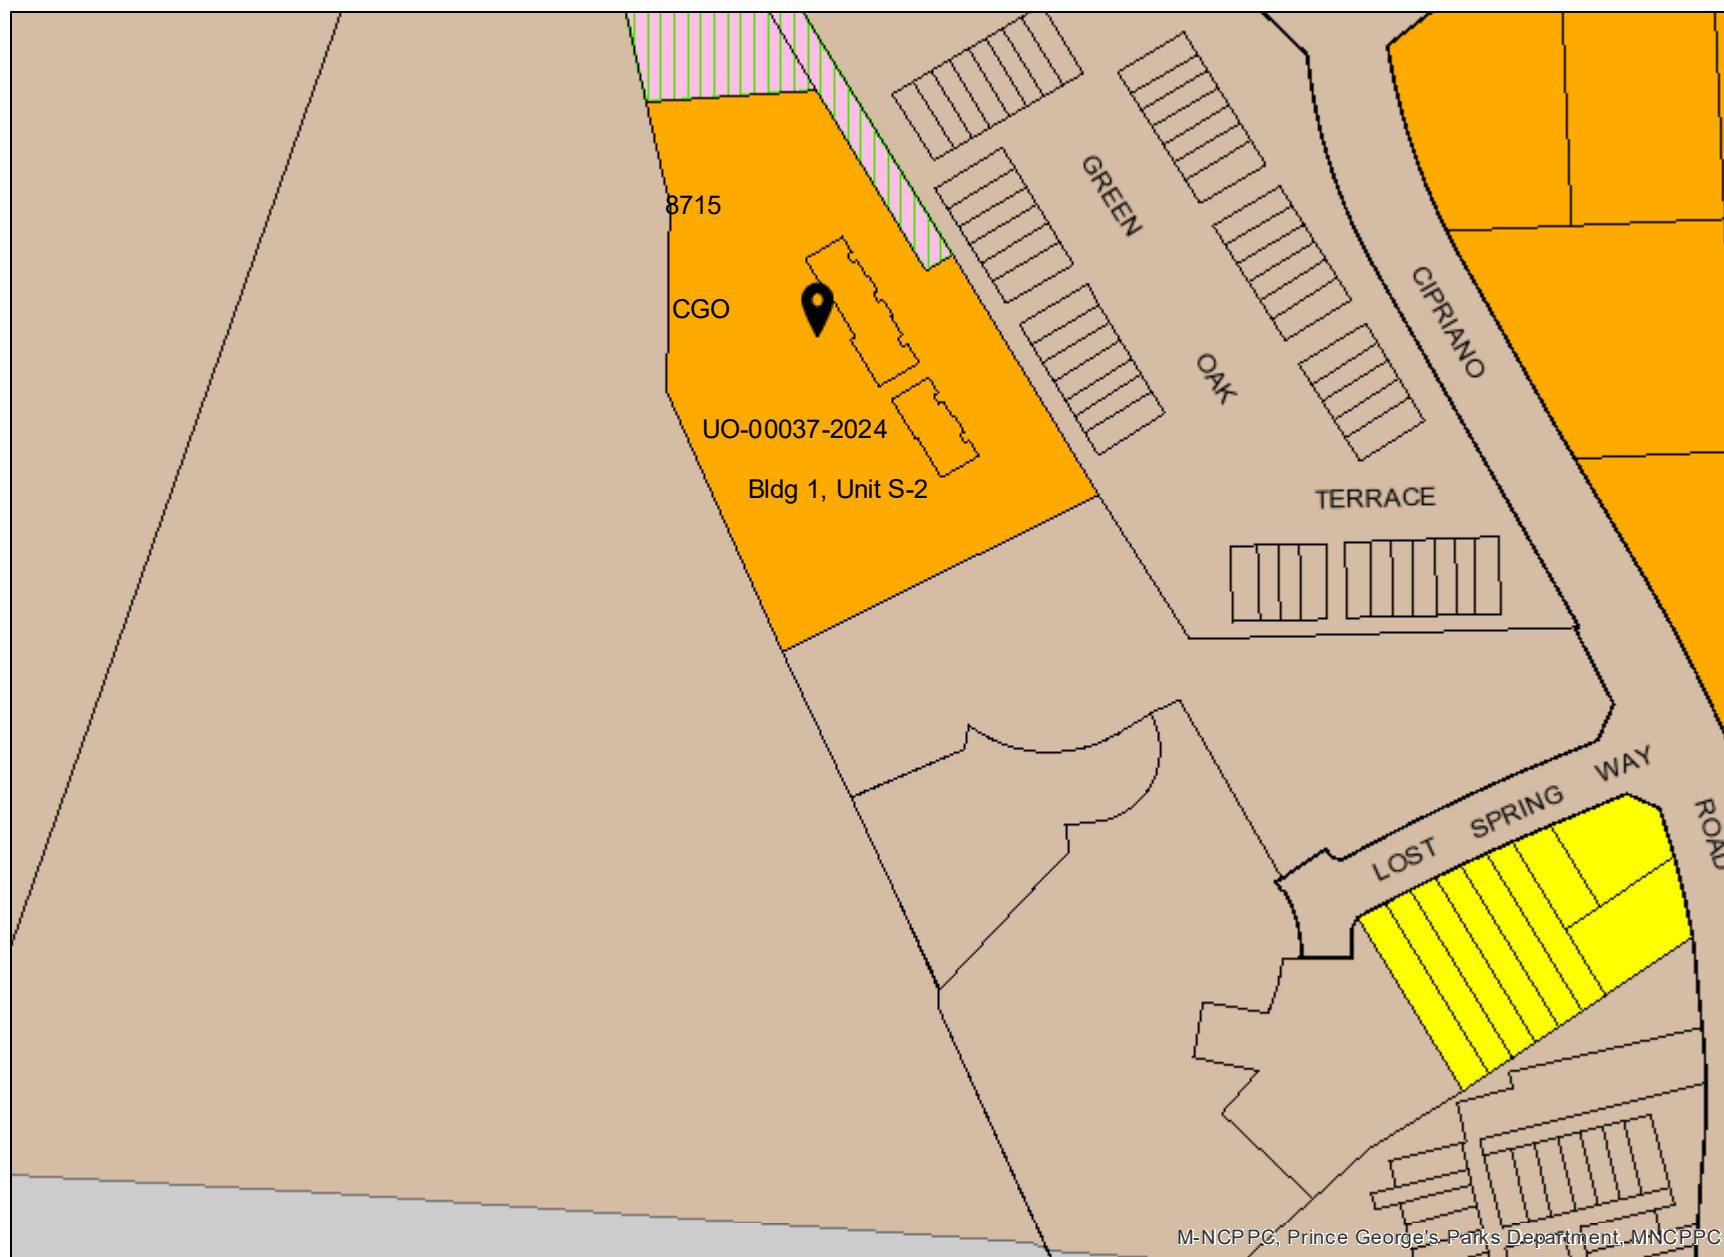 8715
CGO
UO-00037-2024
Bldg 1, Unit S-2
GREEN
OAK
TERRACE
CIPRIANO
ROAD
LOST SPRING WAY
M-NCPPC, Prince George's Parks Department, MNCPPC